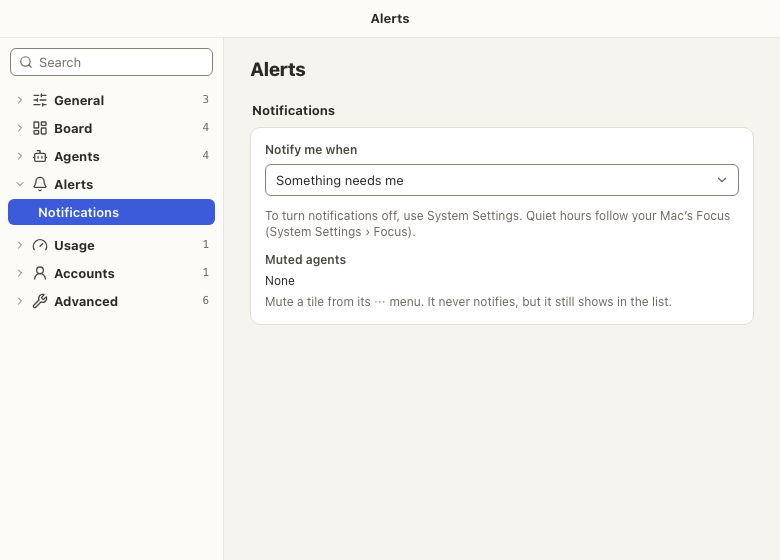 Alerts
Search
General 3
Board 4
Agents 4
Alerts
Notifications
Usage 1
Accounts 1
Advanced 6
Alerts
Notifications
Notify me when
Something needs me
To turn notifications off, use System Settings. Quiet hours follow your Mac’s Focus
(System Settings › Focus).
Muted agents
None
Mute a tile from its ··· menu. It never notifies, but it still shows in the list.